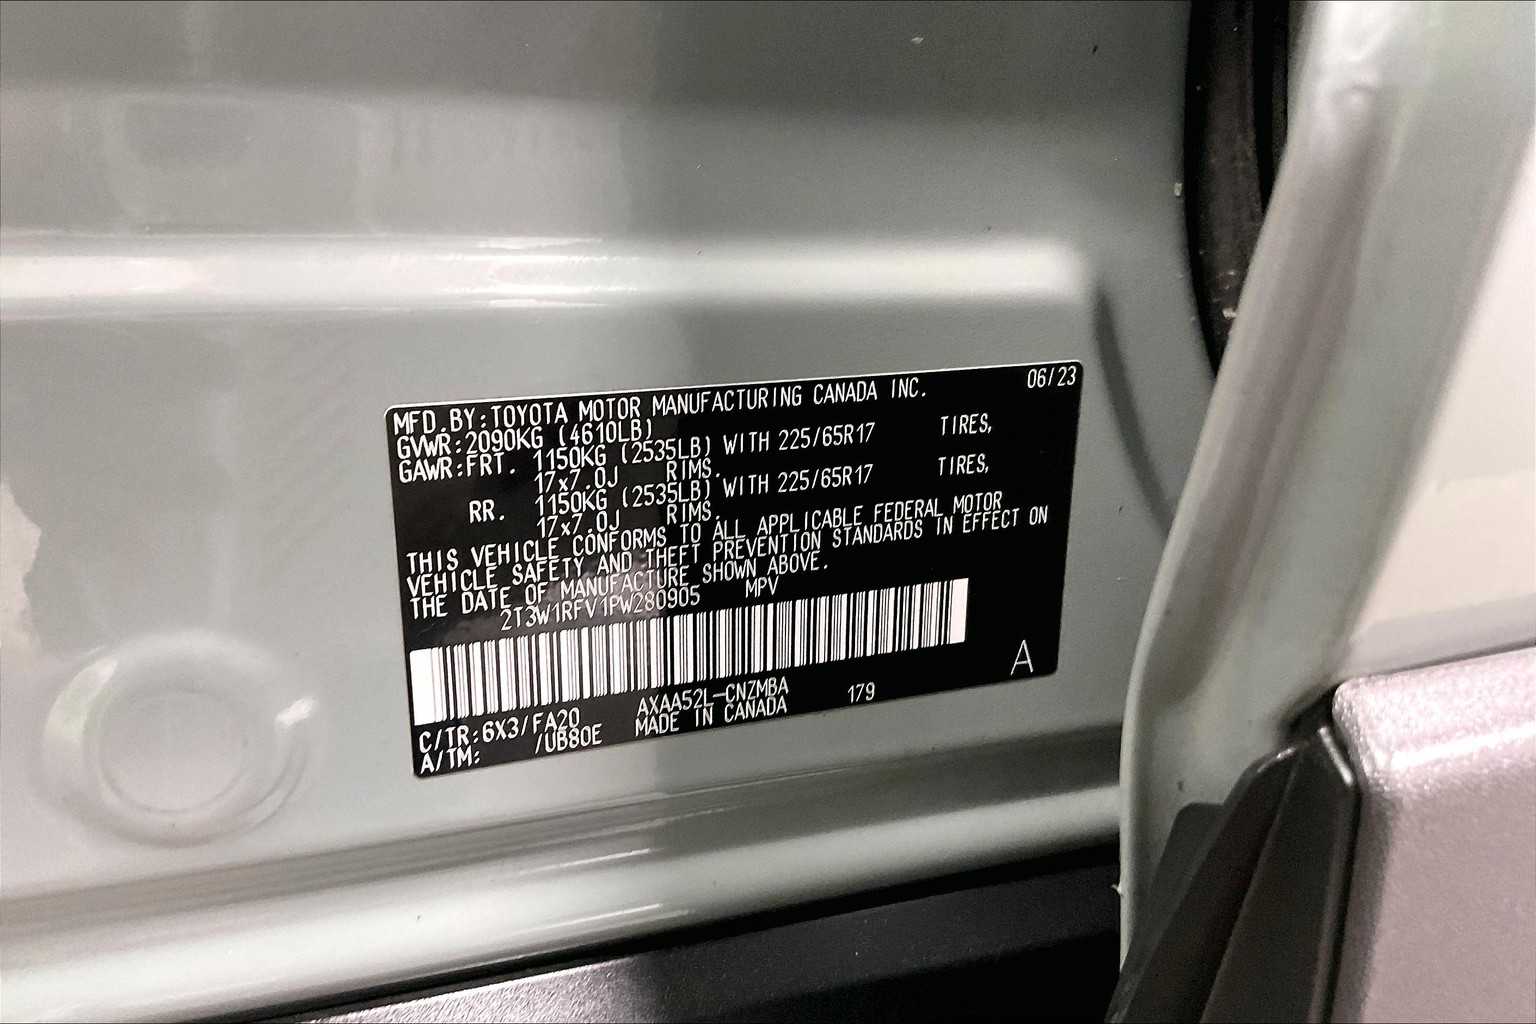 MFD.BY:TOYOTA MOTOR MANUFACTURING CANADA INC. 06/23
GVWR:2090KG (4610LB)
GAWR:FRT. 1150KG (2535LB) WITH 225/65R17 TIRES,
17x7.0J RIMS.
RR. 1150KG (2535LB) WITH 225/65R17 TIRES,
17x7.0J RIMS.
THIS VEHICLE CONFORMS TO ALL APPLICABLE FEDERAL MOTOR
VEHICLE SAFETY AND THEFT PREVENTION STANDARDS IN EFFECT ON
THE DATE OF MANUFACTURE SHOWN ABOVE.
2T3W1RFV1PW280905 MPV
A
C/TR:6X3/FA20 AXAA52L-CNZMBA 179
A/TM: /UB80E MADE IN CANADA